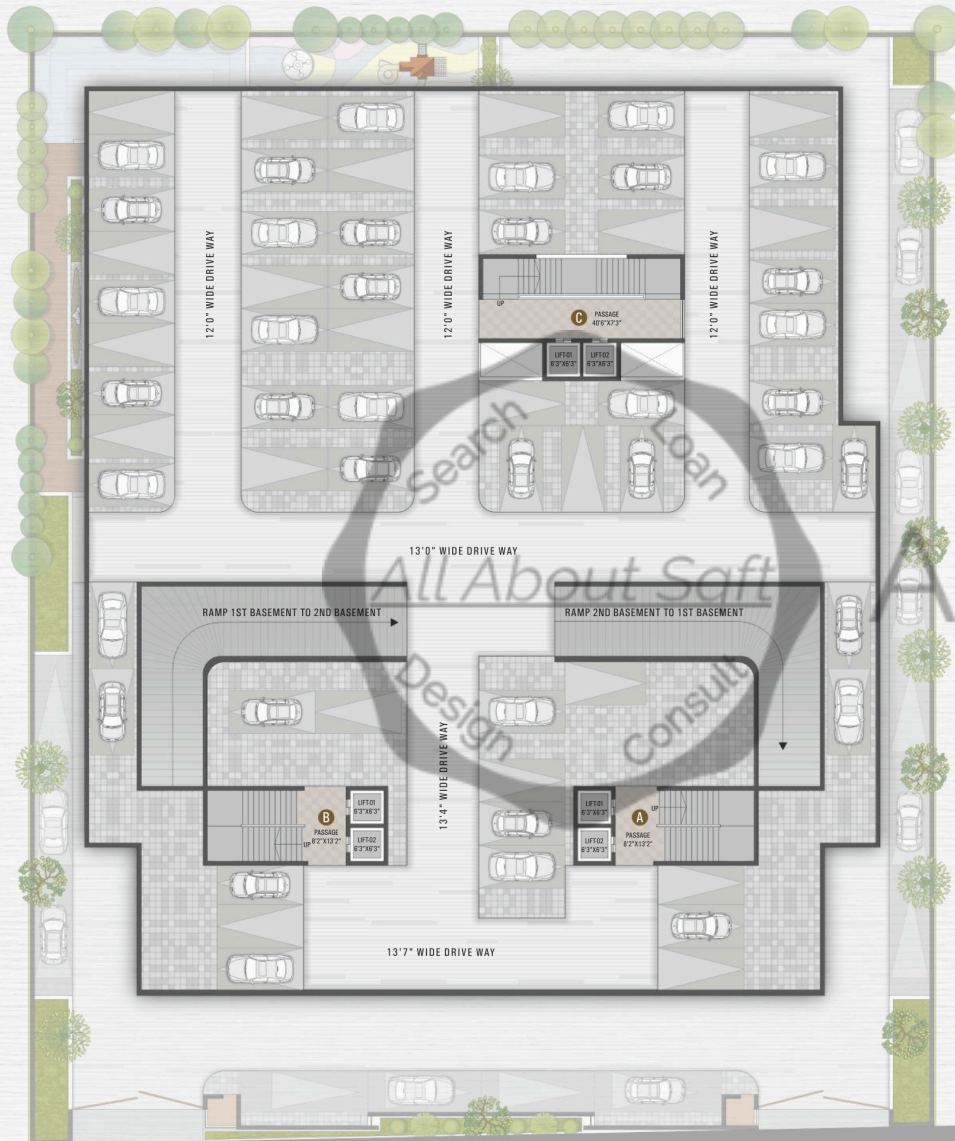 12'0" WIDE DRIVE WAY
12'0" WIDE DRIVE WAY
12'0" WIDE DRIVE WAY
UP
C
PASSAGE
40'6"X7'3"
LIFT-01
6'3"X6'3"
LIFT-02
6'3"X6'3"
Search
Loan
13'0" WIDE DRIVE WAY
All About Sqft
A
RAMP 1ST BASEMENT TO 2ND BASEMENT
RAMP 2ND BASEMENT TO 1ST BASEMENT
Design
Consult
13'4" WIDE DRIVE WAY
B
PASSAGE
8'2"X13'2"
UP
LIFT-01
6'3"X6'3"
LIFT-02
6'3"X6'3"
LIFT-01
6'3"X6'3"
LIFT-02
6'3"X6'3"
UP
A
PASSAGE
8'2"X13'2"
13'7" WIDE DRIVE WAY